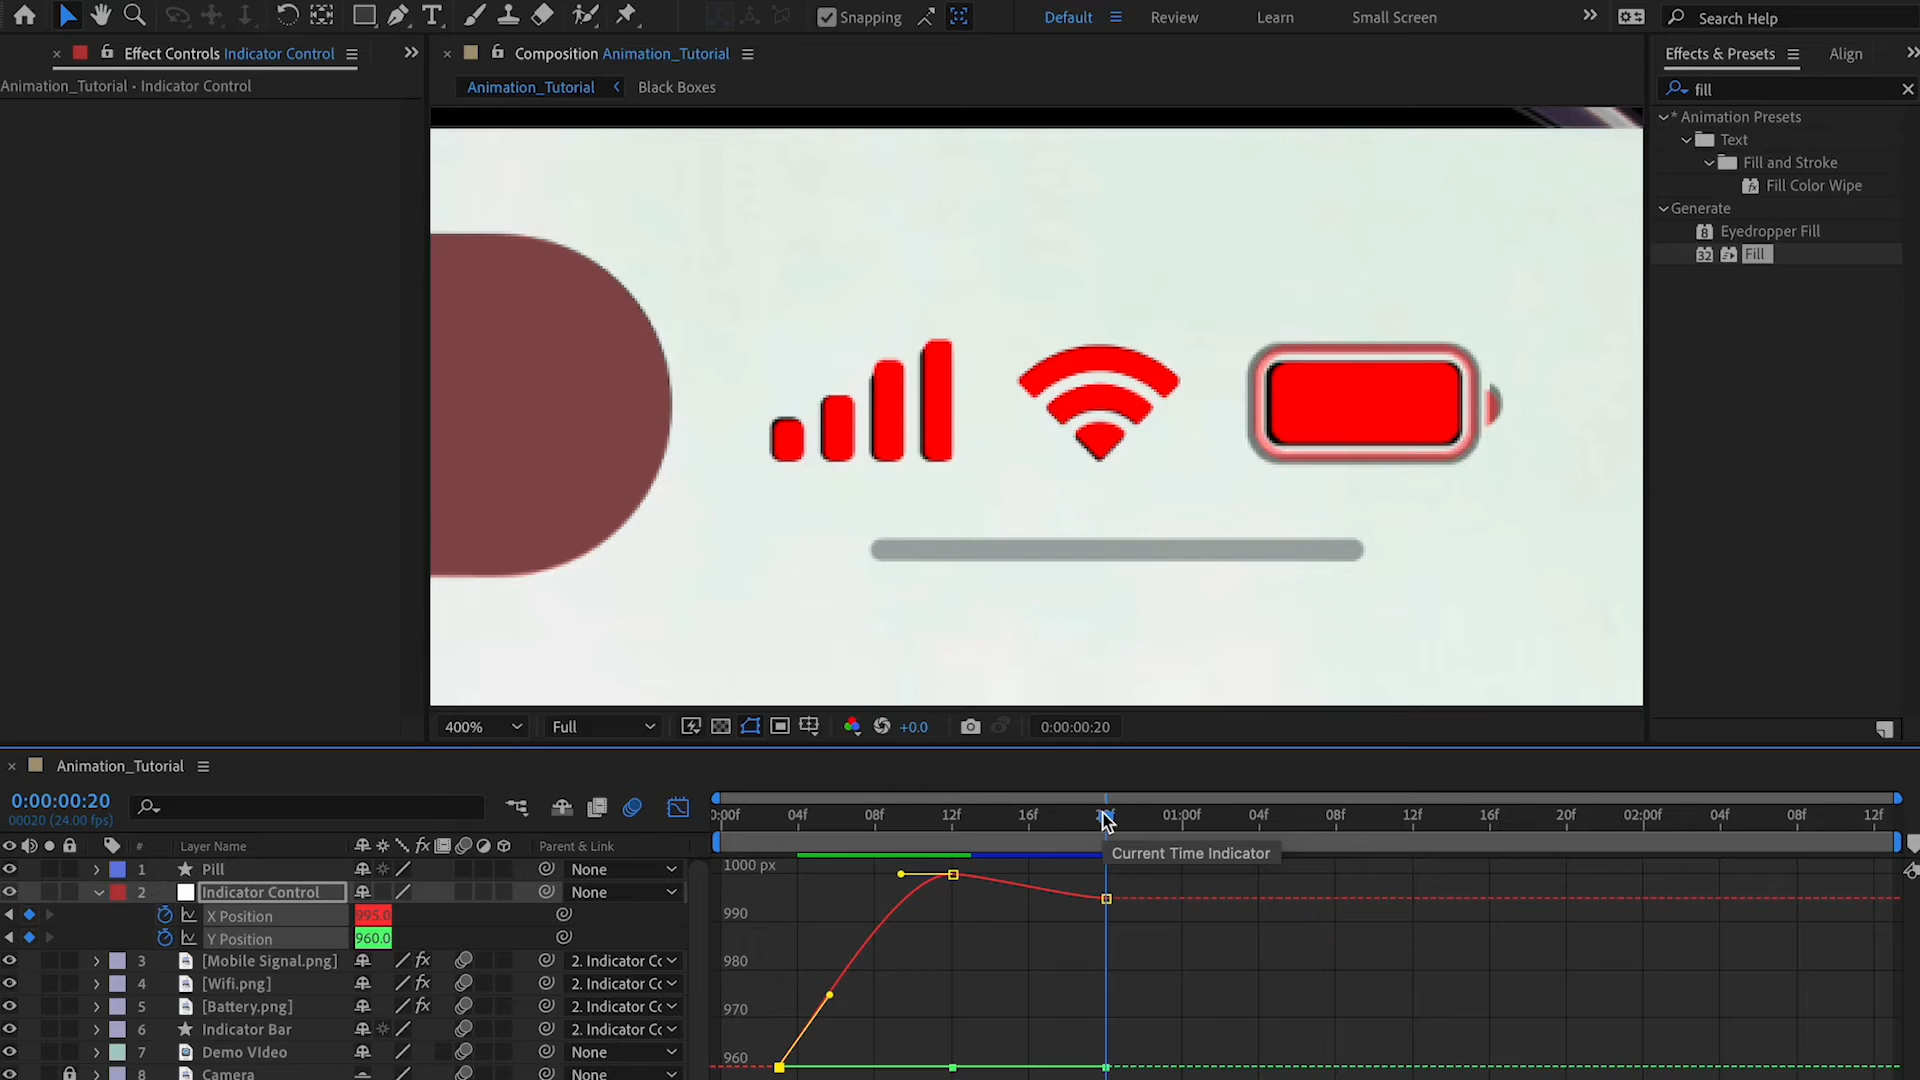 Snapping
Default
Review
Learn
Small Screen
Search Help
Effect Controls Indicator Control
Composition Animation_Tutorial
Effects & Presets
Align
Animation_Tutorial • Indicator Control
Animation_Tutorial
Black Boxes
fill
* Animation Presets
Text
Fill and Stroke
Fill Color Wipe
Generate
Eyedropper Fill
Fill
400%
Full
+0.0
0:00:00:20
Animation_Tutorial
0:00:00:20
00020 (24.00 fps)
0:00f 04f 08f 12f 16f 01:00f 04f 08f 12f 16f 02:00f 04f 08f 12f
# Layer Name
Parent & Link
Current Time Indicator
1 Pill None
2 Indicator Control None
X Position 995.0
Y Position 960.0
3 [Mobile Signal.png] 2. Indicator Cc
4 [Wifi.png] 2. Indicator Cc
5 [Battery.png] 2. Indicator Cc
6 Indicator Bar 2. Indicator Cc
7 Demo VIdeo None
8 Camera None
1000 px
990
980
970
960